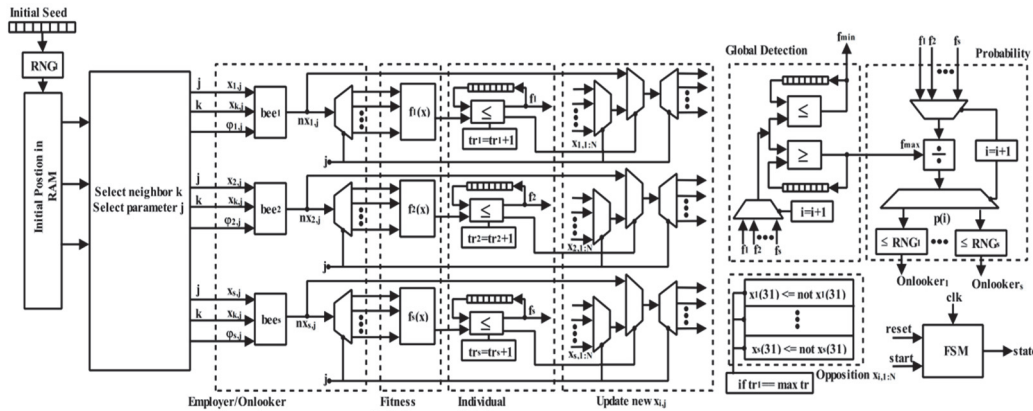 Initial Seed
RNGi
Initial Postion in RAM
Select neighbor k
Select parameter j
j
x1,j
k
xk,j
φ1,j
bee1
nx1,j
j
f1(x)
≤
f1
tr1=tr1+1
x1,1:N
j
x2,j
k
xk,j
φ2,j
bee2
nx2,j
j
f2(x)
≤
f2
tr2=tr2+1
x2,1:N
j
xs,j
k
xk,j
φs,j
bees
nxs,j
j
fs(x)
≤
fs
trs=trs+1
xs,1:N
Employer/Onlooker
Fitness
Individual
Update new xi,j
Global Detection
fmin
≤
≥
i=i+1
f1 f2 fs
f1 f2 fs
Probability
fmax
÷
i=i+1
p(i)
≤ RNG1
≤ RNGs
Onlooker1
Onlookers
x1(31) <= not x1(31)
xs(31) <= not xs(31)
if tr1== max tr
Opposition xi,1:N
clk
reset
start
FSM
state